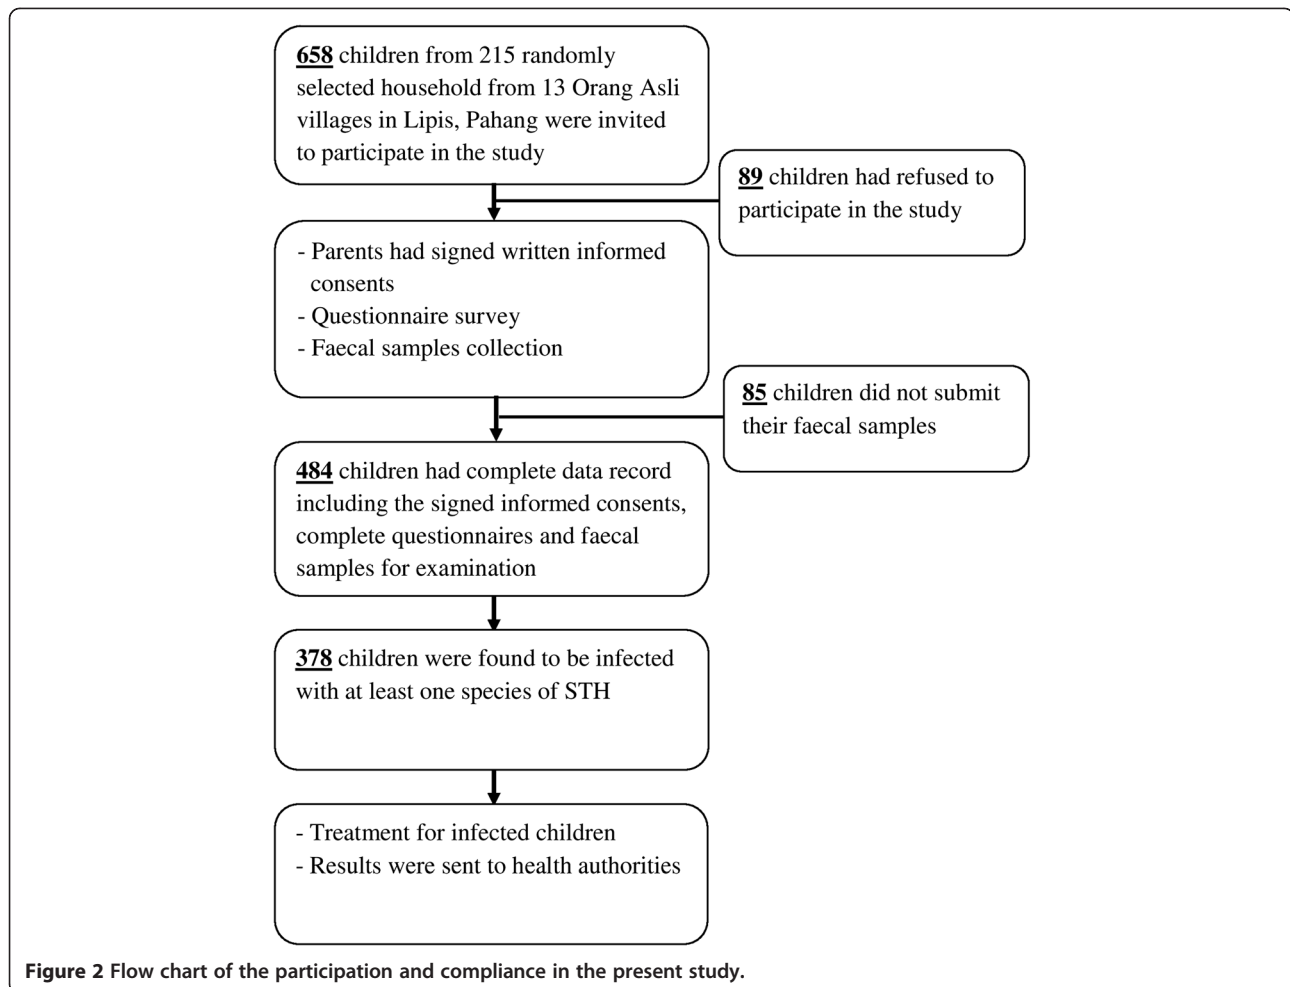 658 children from 215 randomly
selected household from 13 Orang Asli
villages in Lipis, Pahang were invited
to participate in the study
89 children had refused to
participate in the study
- Parents had signed written informed
consents
- Questionnaire survey
- Faecal samples collection
85 children did not submit
their faecal samples
484 children had complete data record
including the signed informed consents,
complete questionnaires and faecal
samples for examination
378 children were found to be infected
with at least one species of STH
- Treatment for infected children
- Results were sent to health authorities
Figure 2 Flow chart of the participation and compliance in the present study.